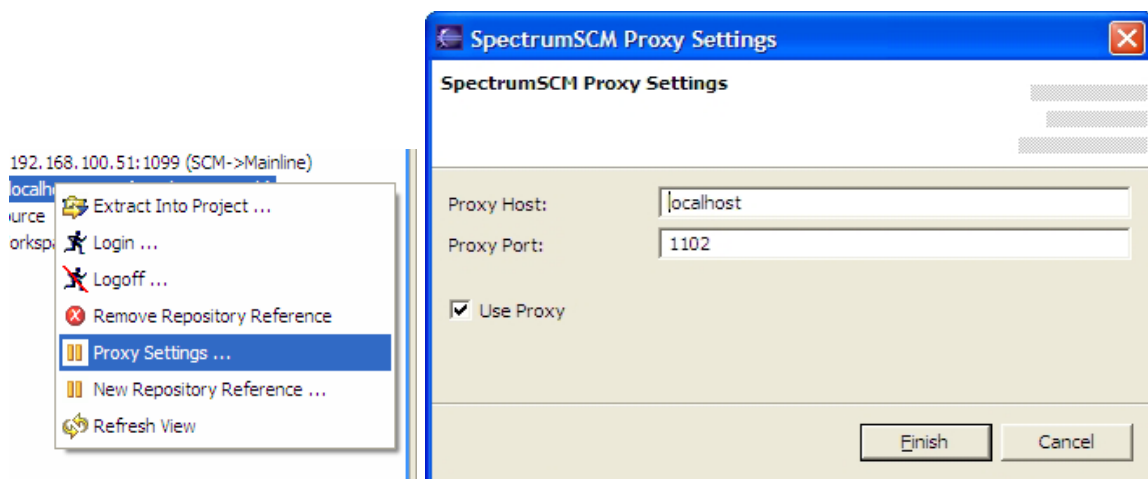 192.168.100.51:1099 (SCM->Mainline)
Extract Into Project ...
Login ...
Logoff ...
Remove Repository Reference
Proxy Settings ...
New Repository Reference ...
Refresh View
SpectrumSCM Proxy Settings
SpectrumSCM Proxy Settings
Proxy Host: localhost
Proxy Port: 1102
Use Proxy
Finish Cancel